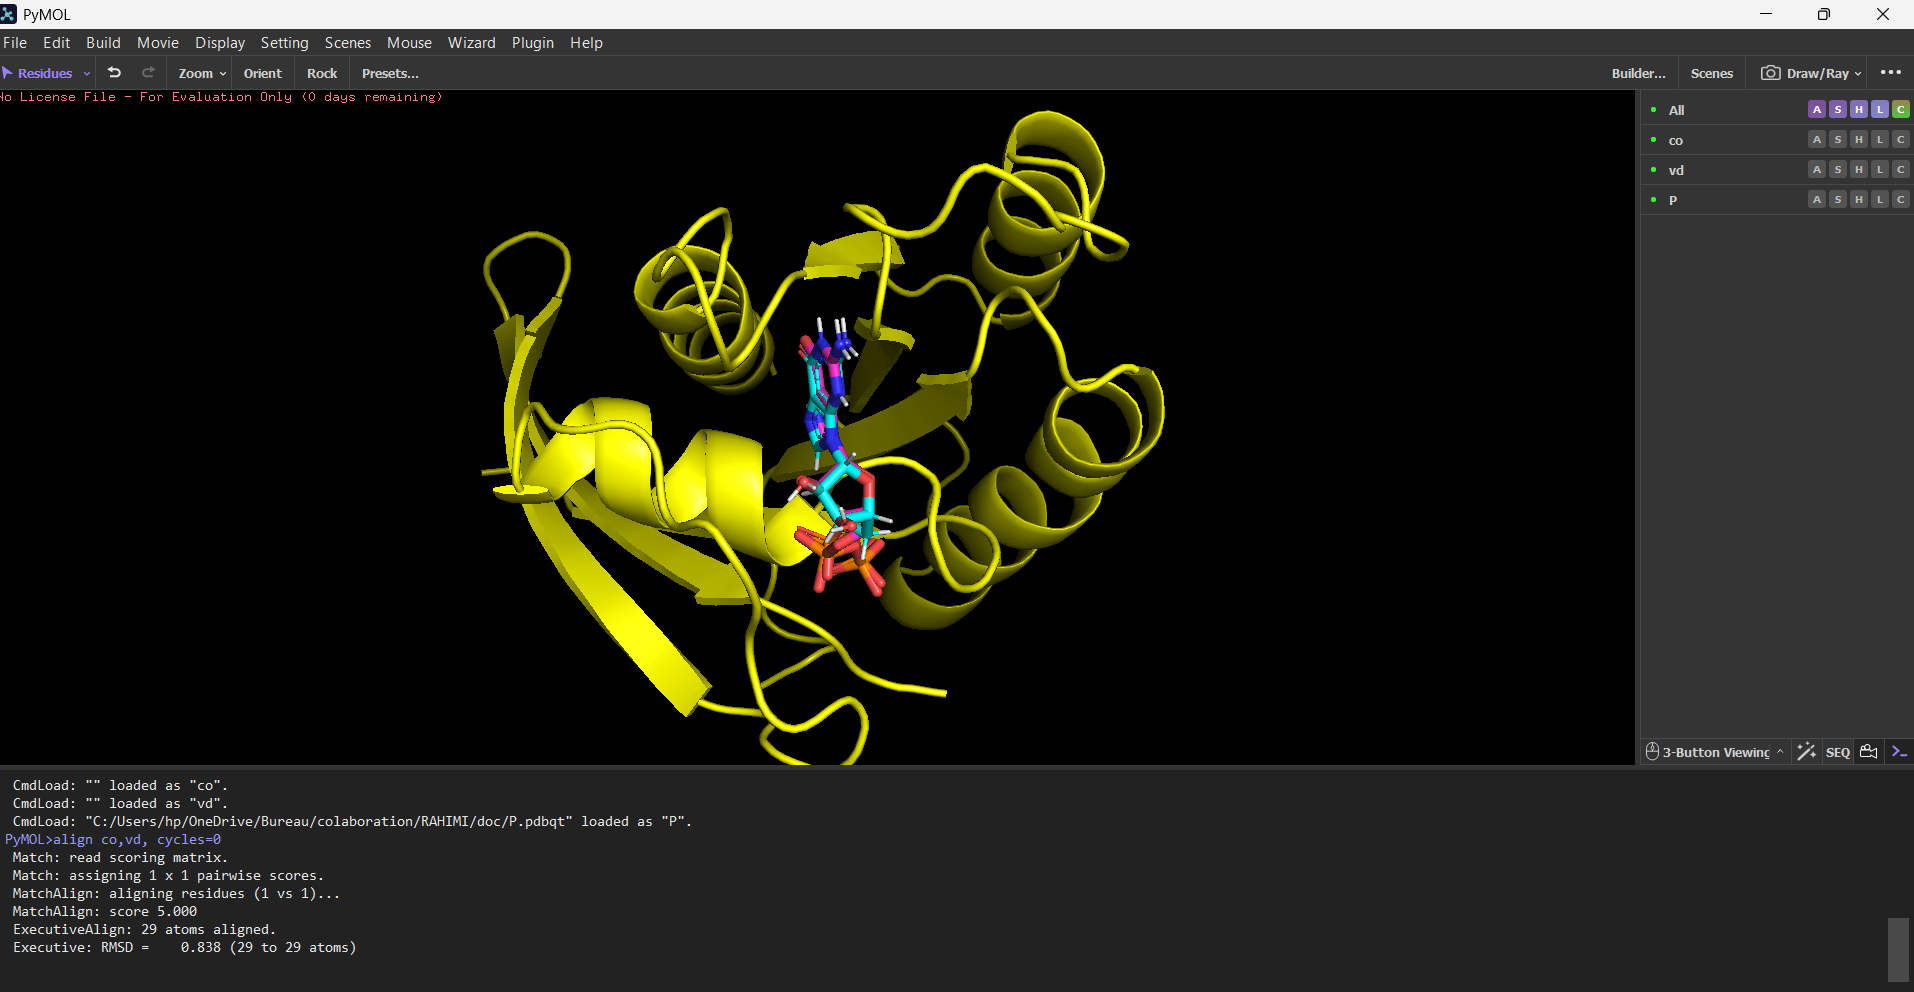 PyMOL
File Edit Build Movie Display Setting Scenes Mouse Wizard Plugin Help
Residues Zoom Orient Rock Presets... Builder... Scenes Draw/Ray
No License File - For Evaluation Only (0 days remaining)
All A S H L C
co A S H L C
vd A S H L C
P A S H L C
3-Button Viewing SEQ
CmdLoad: "" loaded as "co".
CmdLoad: "" loaded as "vd".
CmdLoad: "C:/Users/hp/OneDrive/Bureau/colaboration/RAHIMI/doc/P.pdbqt" loaded as "P".
PyMOL>align co,vd, cycles=0
Match: read scoring matrix.
Match: assigning 1 x 1 pairwise scores.
MatchAlign: aligning residues (1 vs 1)...
MatchAlign: score 5.000
ExecutiveAlign: 29 atoms aligned.
Executive: RMSD =    0.838 (29 to 29 atoms)